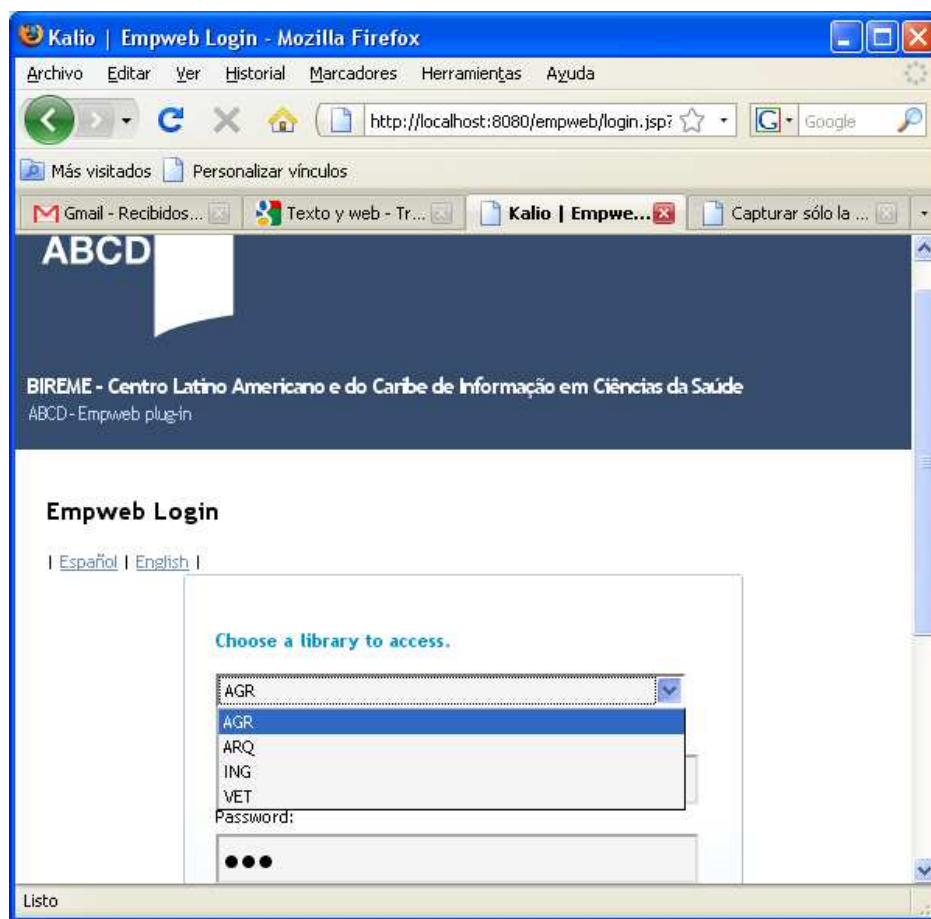 Kalio | Empweb Login - Mozilla Firefox
Archivo Editar Ver Historial Marcadores Herramientas Ayuda
http://localhost:8080/empweb/login.jsp? G Google
Más visitados Personalizar vínculos
Gmail - Recibidos... Texto y web - Tr... Kalio | Empwe... Capturar sólo la ...
ABCD
BIREME - Centro Latino Americano e do Caribe de Informação em Ciências da Saúde
ABCD - Empweb plug-in
Empweb Login
| Español | English |
Choose a library to access.
AGR
AGR
ARQ
ING
VET
Password:
●●●
Listo